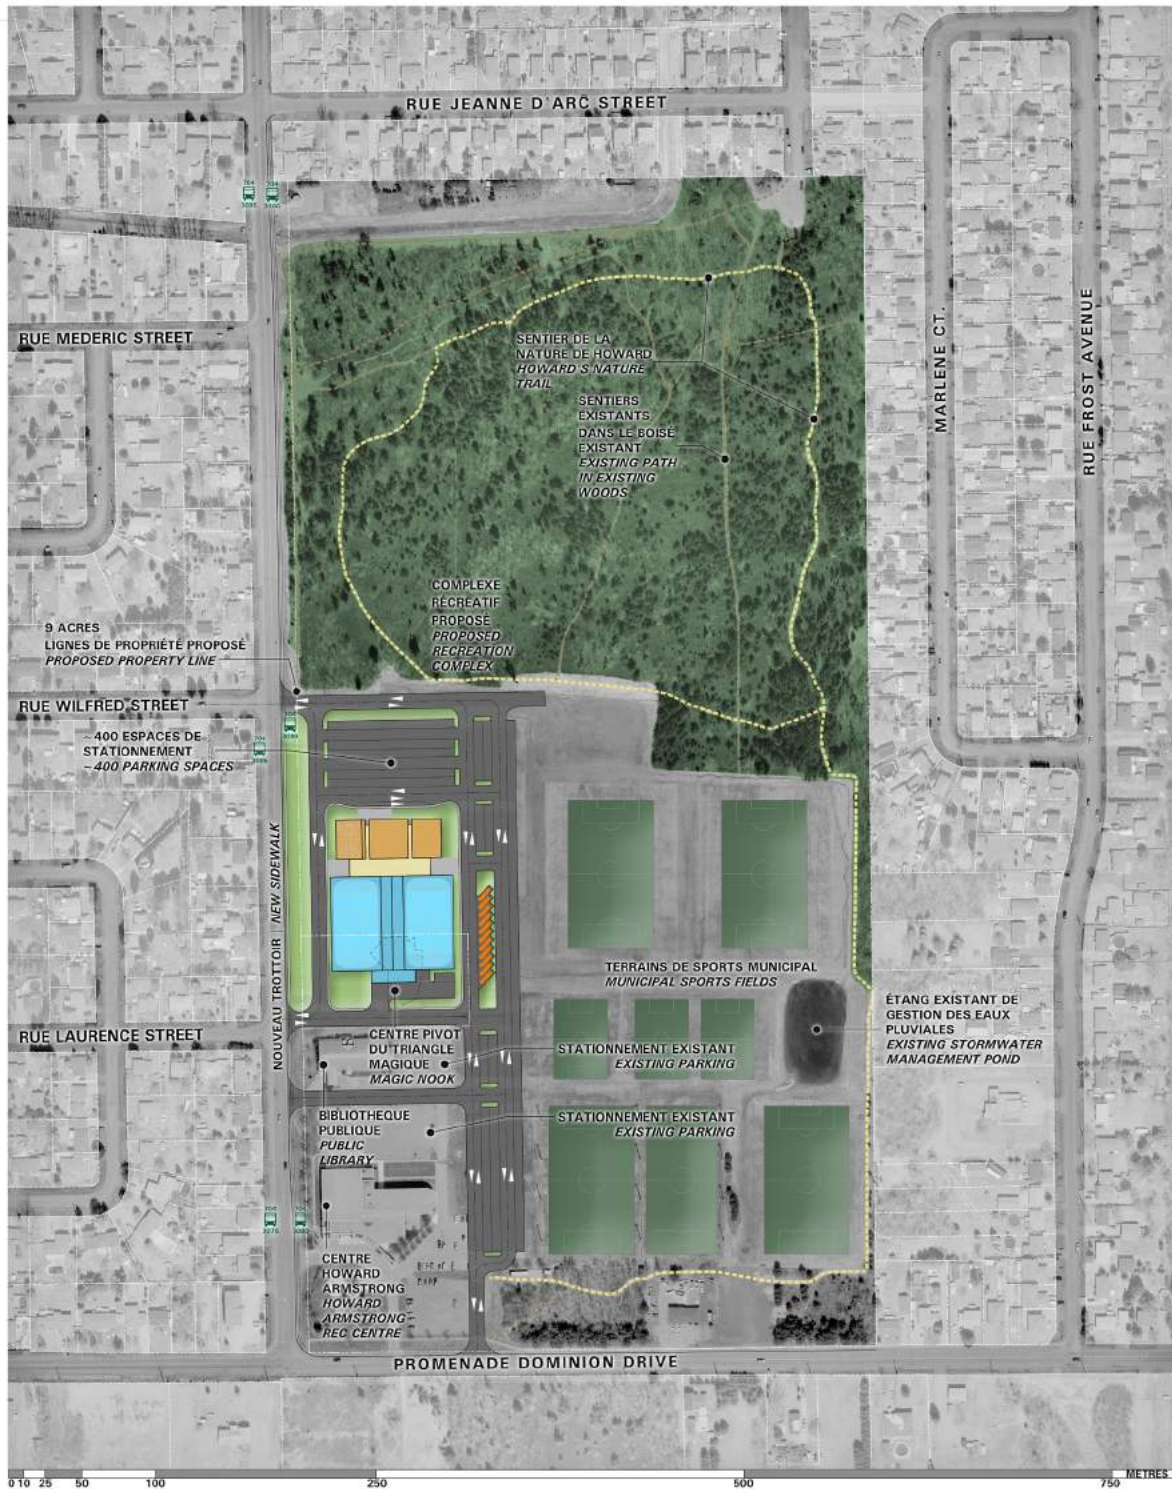 RUE JEANNE D'ARC STREET
704
3095
704
3100
RUE MEDERIC STREET
MARLENE CT.
RUE FROST AVENUE
SENTIER DE LA
NATURE DE HOWARD
HOWARD'S NATURE
TRAIL
SENTIERS
EXISTANTS
DANS LE BOISÉ
EXISTANT
EXISTING PATH
IN EXISTING
WOODS
COMPLEXE
RÉCRÉATIF
PROPOSÉ
PROPOSED
RECREATION
COMPLEX
9 ACRES
LIGNES DE PROPRIÉTÉ PROPOSÉ
PROPOSED PROPERTY LINE
RUE WILFRED STREET
~ 400 ESPACES DE
STATIONNEMENT
~ 400 PARKING SPACES
704
NOUVEAU TROTTOIR NEW SIDEWALK
TERRAINS DE SPORTS MUNICIPAL
MUNICIPAL SPORTS FIELDS
ÉTANG EXISTANT DE
GESTION DES EAUX
PLUVIALES
EXISTING STORMWATER
MANAGEMENT POND
RUE LAURENCE STREET
CENTRE PIVOT
DU TRIANGLE
MAGIQUE
MAGIC NOOK
STATIONNEMENT EXISTANT
EXISTING PARKING
BIBLIOTHEQUE
PUBLIQUE
PUBLIC
LIBRARY
STATIONNEMENT EXISTANT
EXISTING PARKING
CENTRE
HOWARD
ARMSTRONG
HOWARD
ARMSTRONG
REC CENTRE
PROMENADE DOMINION DRIVE
0 10 25 50 100 250 500 750 METRES